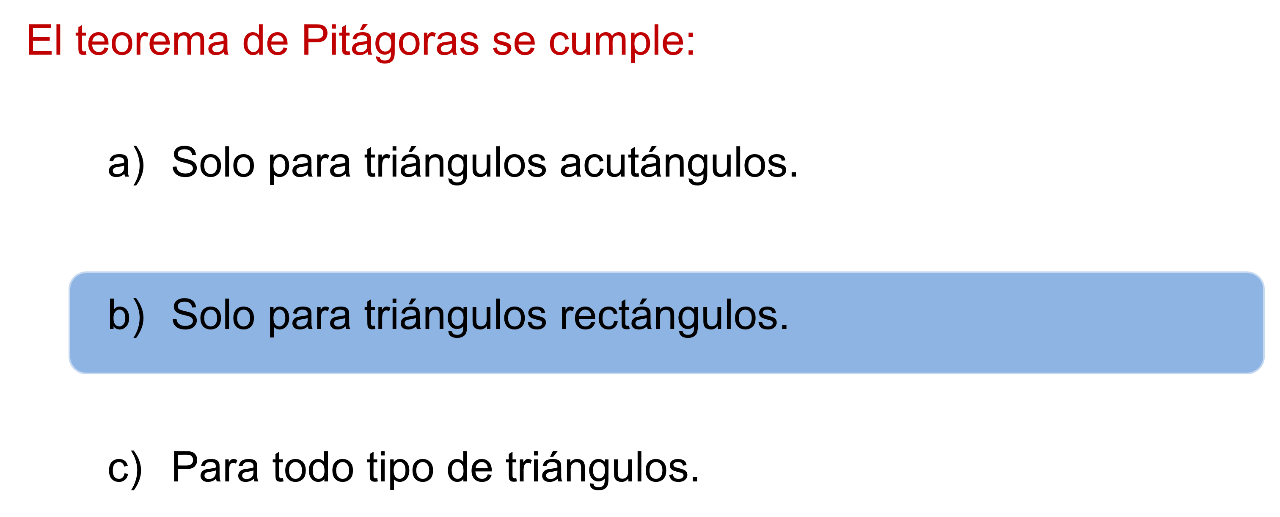 El teorema de Pitágoras se cumple:
a) Solo para triángulos acutángulos.
b) Solo para triángulos rectángulos.
c) Para todo tipo de triángulos.